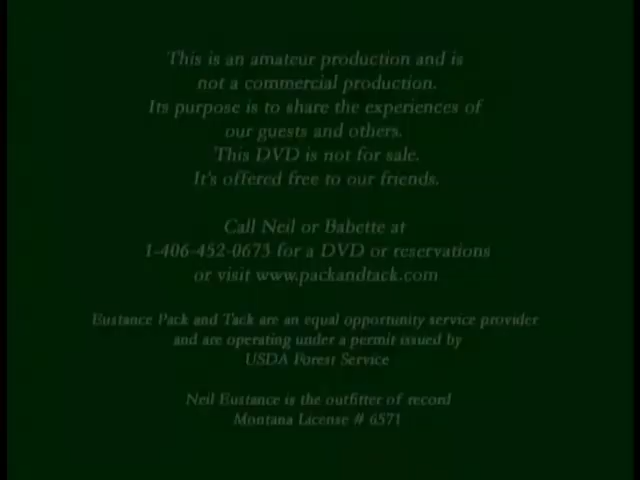 This is an amateur production and is
not a commercial production.
Its purpose is to share the experiences of
our guests and others.
This DVD is not for sale.
It's offered free to our friends.
Call Neil or Babette at
1-406-452-0673 for a DVD or reservations
or visit www.packandtack.com
Eustance Pack and Tack are an equal opportunity service provider
and are operating under a permit issued by
USDA Forest Service
Neil Eustance is the outfitter of record
Montana License # 6571